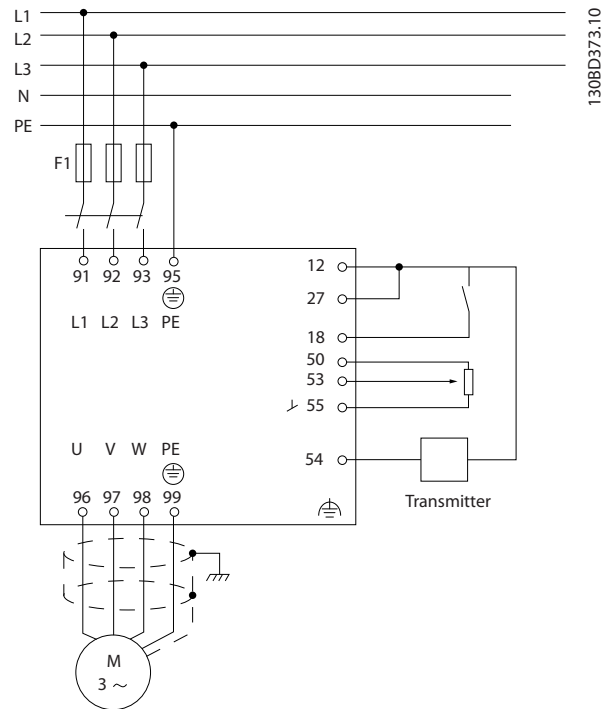 L1
L2
L3
N
PE
130BD373.10
F1
91 92 93 95
L1 L2 L3 PE
12
27
18
50
53
55
54
Transmitter
U V W PE
96 97 98 99
M
3 ~